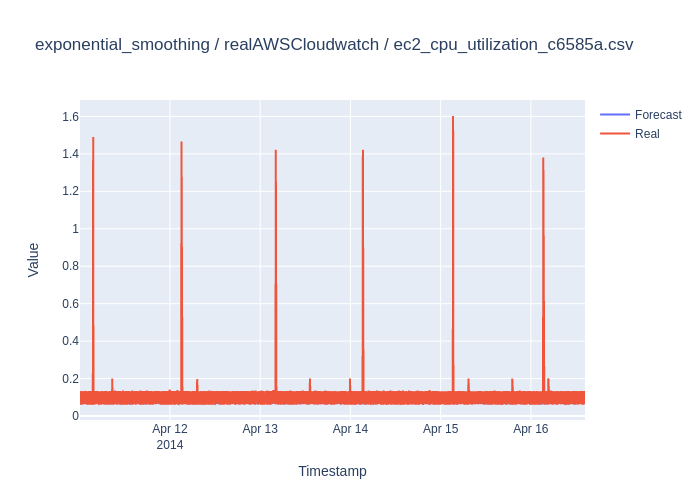 exponential_smoothing / realAWSCloudwatch / ec2_cpu_utilization_c6585a.csv
Forecast
Real
1.6
1.4
1.2
1
0.8
0.6
0.4
0.2
0
Value
Apr 12
2014
Apr 13
Apr 14
Apr 15
Apr 16
Timestamp